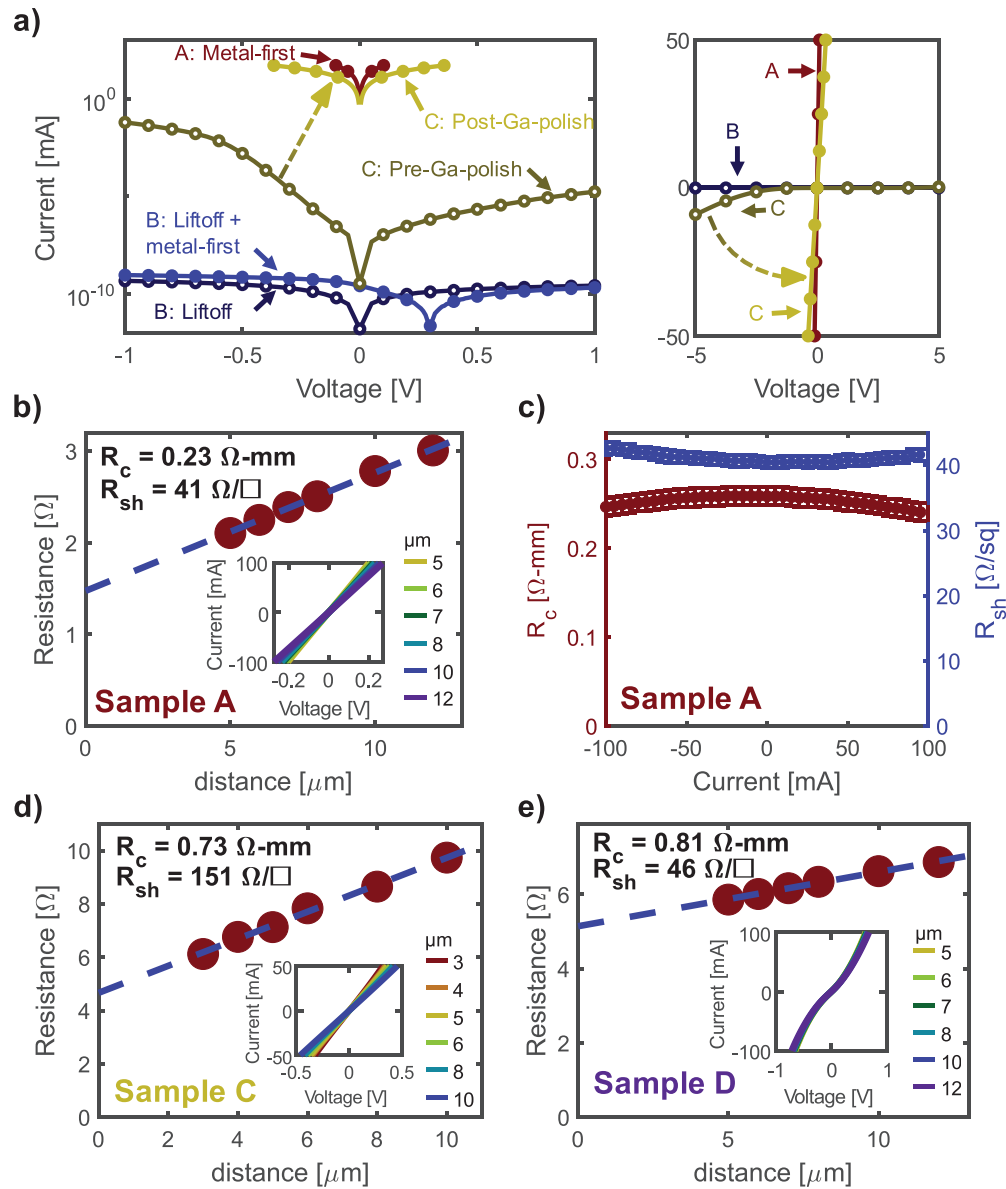 a)
A: Metal-first
10^0
C: Post-Ga-polish
C: Pre-Ga-polish
B: Liftoff +
metal-first
10^-10
B: Liftoff
Current [mA]
-1
-0.5
0
0.5
1
Voltage [V]
50
A
B
0
C
C
-50
-5
0
5
Voltage [V]
b)
R_c = 0.23 Ω-mm
R_sh = 41 Ω/□
3
2
1
0
Resistance [Ω]
100
0
-100
Current [mA]
-0.2
0
0.2
Voltage [V]
μm
5
6
7
8
10
12
Sample A
0
5
10
distance [μm]
c)
0.3
0.2
0.1
0
R_c [Ω-mm]
40
30
20
10
0
R_sh [Ω/sq]
Sample A
-100
-50
0
50
100
Current [mA]
d)
R_c = 0.73 Ω-mm
R_sh = 151 Ω/□
10
8
6
4
2
0
Resistance [Ω]
50
0
-50
Current [mA]
-0.5
0
0.5
Voltage [V]
μm
3
4
5
6
8
10
Sample C
0
2
4
6
8
10
distance [μm]
e)
R_c = 0.81 Ω-mm
R_sh = 46 Ω/□
6
4
2
0
Resistance [Ω]
100
0
-100
Current [mA]
-1
0
1
Voltage [V]
μm
5
6
7
8
10
12
Sample D
0
5
10
distance [μm]